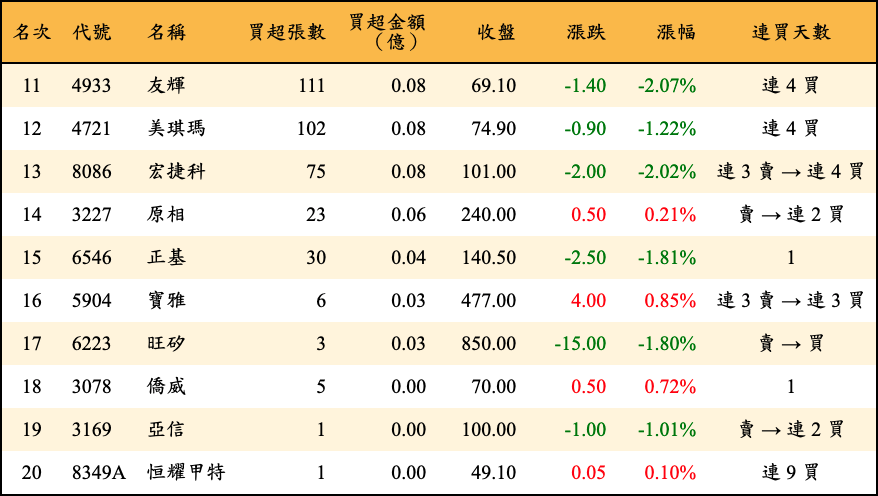 名次 代號 名稱 買超張數 買超金額（億） 收盤 漲跌 漲幅 連買天數
11 4933 友輝 111 0.08 69.10 -1.40 -2.07% 連 4 買
12 4721 美琪瑪 102 0.08 74.90 -0.90 -1.22% 連 4 買
13 8086 宏捷科 75 0.08 101.00 -2.00 -2.02% 連 3 賣 → 連 4 買
14 3227 原相 23 0.06 240.00 0.50 0.21% 賣 → 連 2 買
15 6546 正基 30 0.04 140.50 -2.50 -1.81% 1
16 5904 寶雅 6 0.03 477.00 4.00 0.85% 連 3 賣 → 連 3 買
17 6223 旺矽 3 0.03 850.00 -15.00 -1.80% 賣 → 買
18 3078 僑威 5 0.00 70.00 0.50 0.72% 1
19 3169 亞信 1 0.00 100.00 -1.00 -1.01% 賣 → 連 2 買
20 8349A 恒耀甲特 1 0.00 49.10 0.05 0.10% 連 9 買